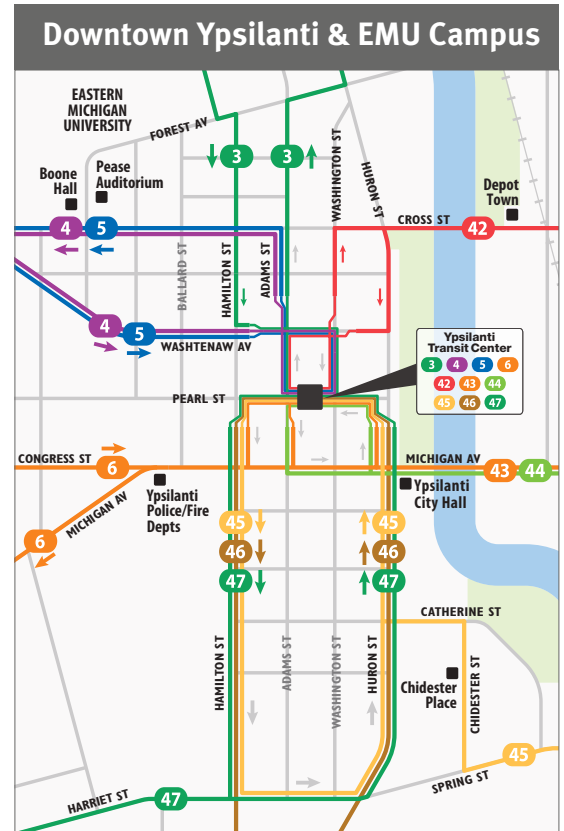 Downtown Ypsilanti & EMU Campus
EASTERN
MICHIGAN
UNIVERSITY
FOREST AV
WASHINGTON ST
HURON ST
3
3
Boone
Hall
Pease
Auditorium
Depot
Town
4
5
CROSS ST
42
BALLARD ST
HAMILTON ST
ADAMS ST
4
5
WASHTENAW AV
Ypsilanti
Transit Center
3 4 5 6
42 43 44
45 46 47
PEARL ST
CONGRESS ST
6
MICHIGAN AV
MICHIGAN AV
43
44
Ypsilanti
Police/Fire
Depts
Ypsilanti
City Hall
6
45
45
46
46
47
47
CATHERINE ST
HAMILTON ST
ADAMS ST
WASHINGTON ST
HURON ST
Chidester
Place
CHIDESTER ST
45
SPRING ST
HARRIET ST
47